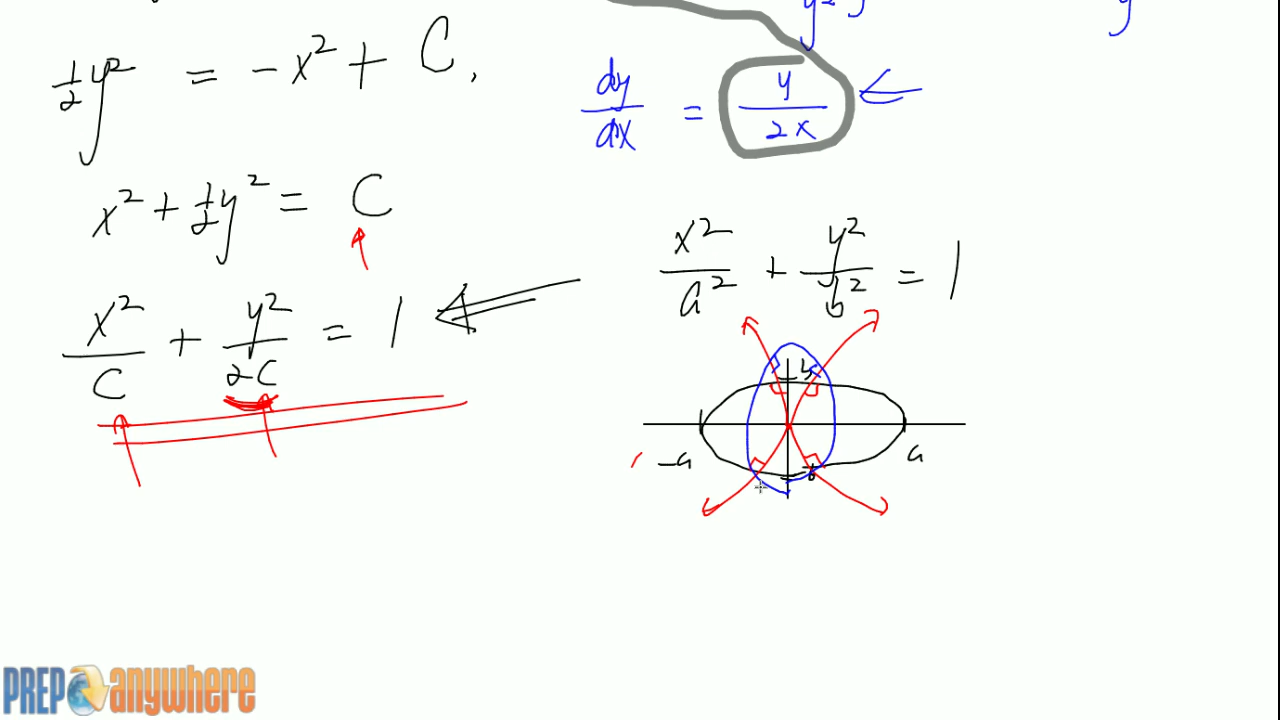 y²
y
½y² = -x² + C,
dy/dx = y/2x
x² + ½y² = C
x²/C + y²/2C = 1
x²/a² + y²/b² = 1
b
-a
a
-b
PREP anywhere